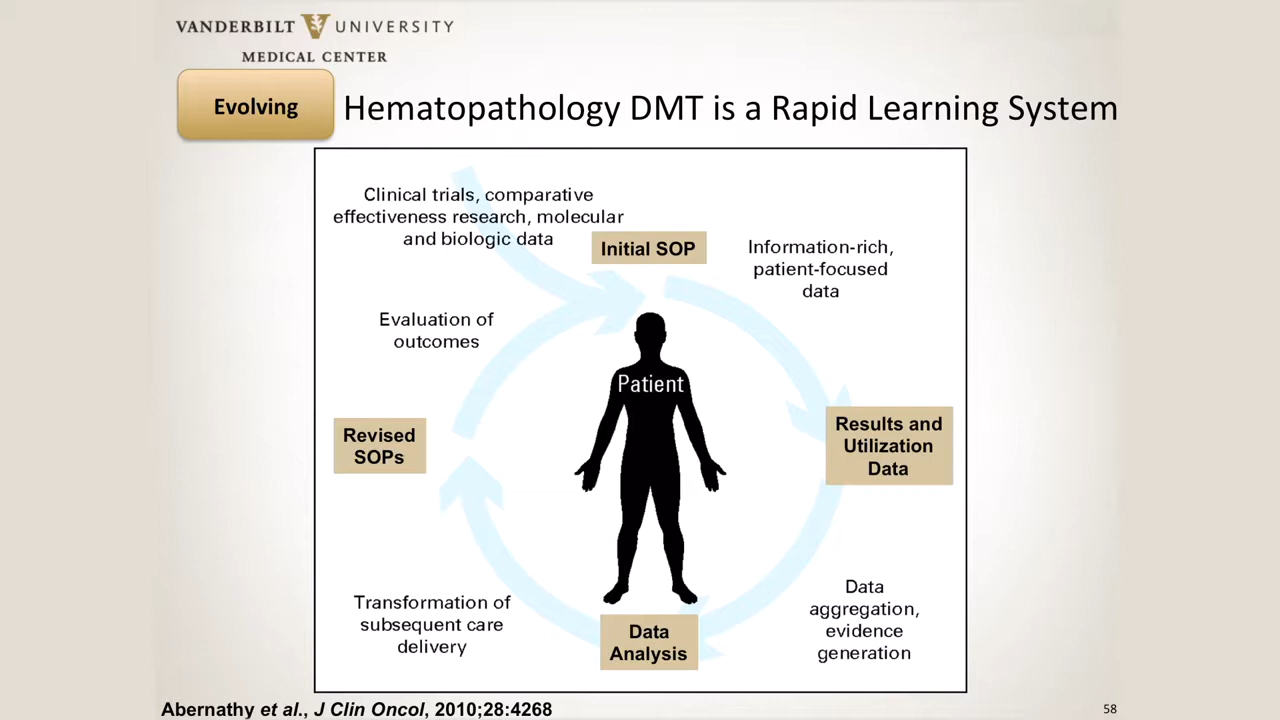 VANDERBILT UNIVERSITY
MEDICAL CENTER
Evolving
Hematopathology DMT is a Rapid Learning System
Clinical trials, comparative
effectiveness research, molecular
and biologic data
Initial SOP
Information-rich,
patient-focused
data
Evaluation of
outcomes
Patient
Results and
Utilization
Data
Revised
SOPs
Data
aggregation,
evidence
generation
Transformation of
subsequent care
delivery
Data
Analysis
Abernathy et al., J Clin Oncol, 2010;28:4268
58